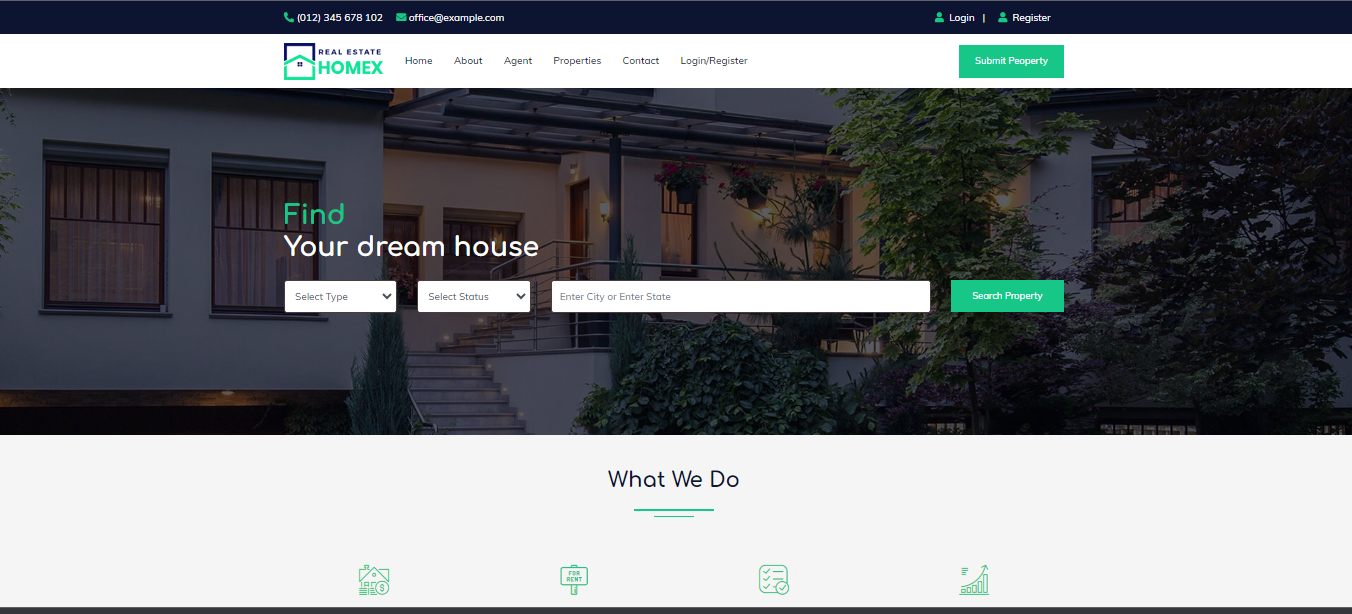 (012) 345 678 102 office@example.com Login | Register
REAL ESTATE
HOMEX
Home About Agent Properties Contact Login/Register
Submit Peoperty
Find
Your dream house
Select Type Select Status Enter City or Enter State Search Property
What We Do
FOR
RENT